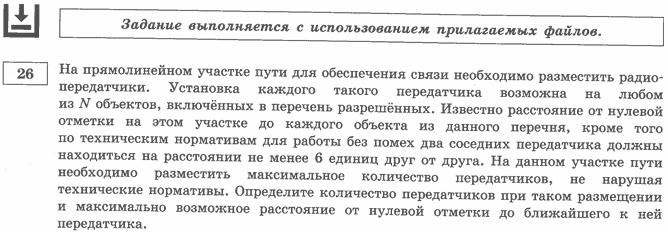 Задание выполняется с использованием прилагаемых файлов.
26
На прямолинейном участке пути для обеспечения связи необходимо разместить радио-
передатчики. Установка каждого такого передатчика возможна на любом
из N объектов, включённых в перечень разрешённых. Известно расстояние от нулевой
отметки на этом участке до каждого объекта из данного перечня, кроме того
по техническим нормативам для работы без помех два соседних передатчика должны
находиться на расстоянии не менее 6 единиц друг от друга. На данном участке пути
необходимо разместить максимальное количество передатчиков, не нарушая
технические нормативы. Определите количество передатчиков при таком размещении
и максимально возможное расстояние от нулевой отметки до ближайшего к ней
передатчика.